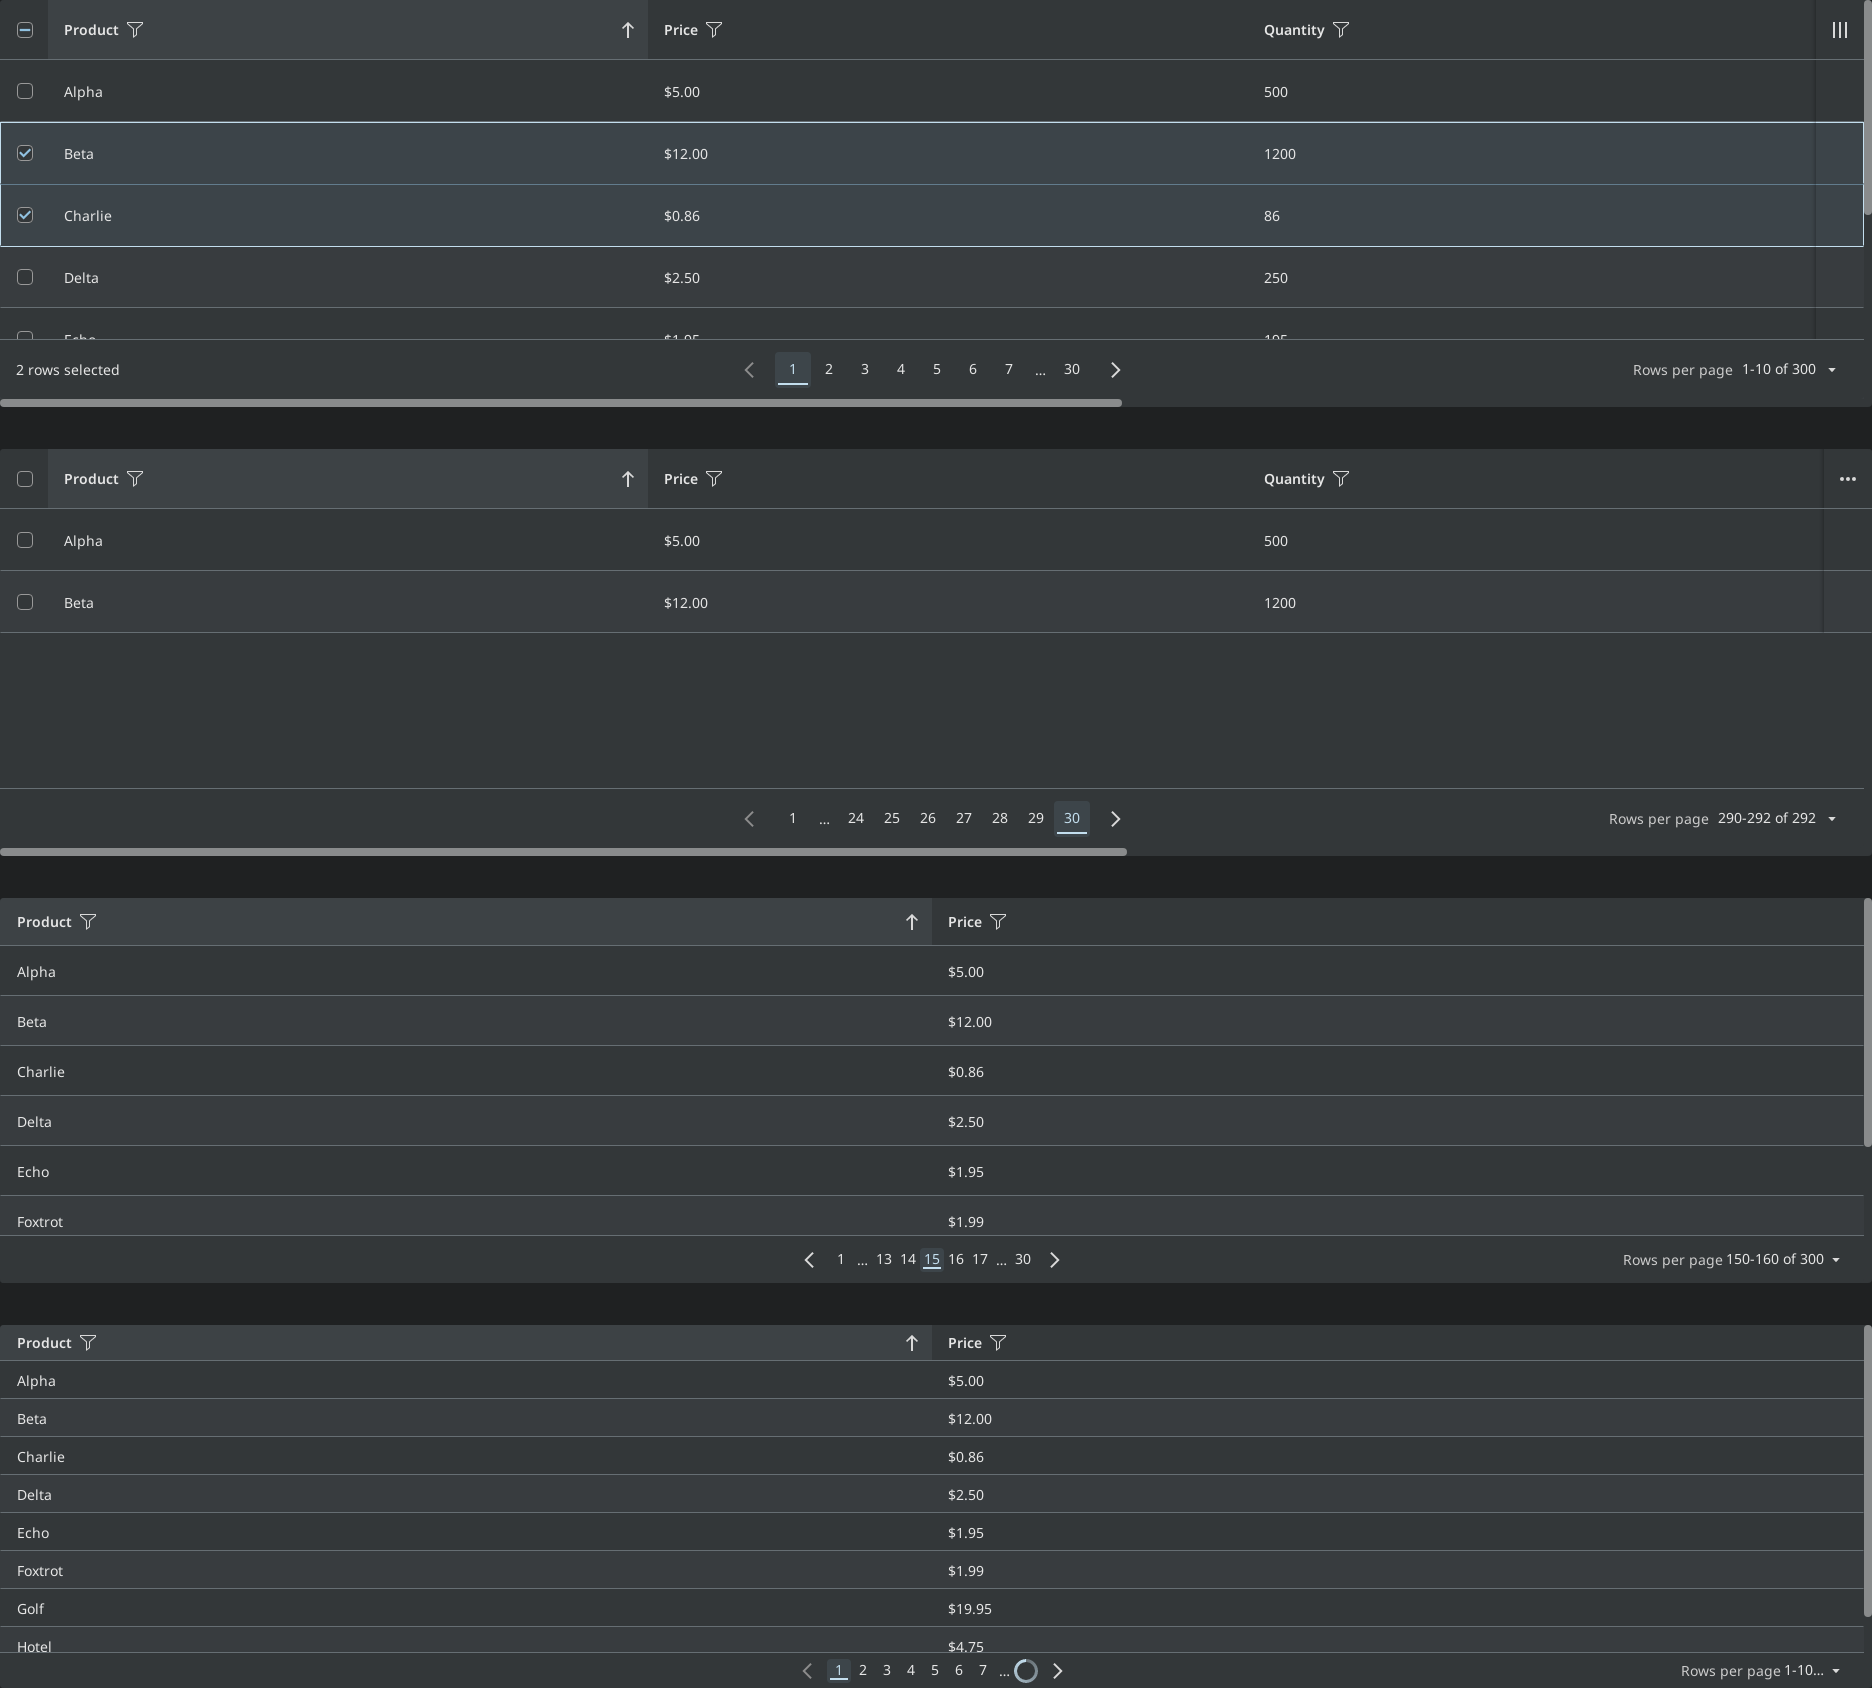 Product Price Quantity
Alpha $5.00 500
Beta $12.00 1200
Charlie $0.86 86
Delta $2.50 250
Echo $1.95 195
2 rows selected 1 2 3 4 5 6 7 ... 30 Rows per page 1-10 of 300
Product Price Quantity
Alpha $5.00 500
Beta $12.00 1200
1 ... 24 25 26 27 28 29 30 Rows per page 290-292 of 292
Product Price
Alpha $5.00
Beta $12.00
Charlie $0.86
Delta $2.50
Echo $1.95
Foxtrot $1.99
1 ... 13 14 15 16 17 ... 30 Rows per page 150-160 of 300
Product Price
Alpha $5.00
Beta $12.00
Charlie $0.86
Delta $2.50
Echo $1.95
Foxtrot $1.99
Golf $19.95
Hotel $4.75
1 2 3 4 5 6 7 ... Rows per page 1-10...